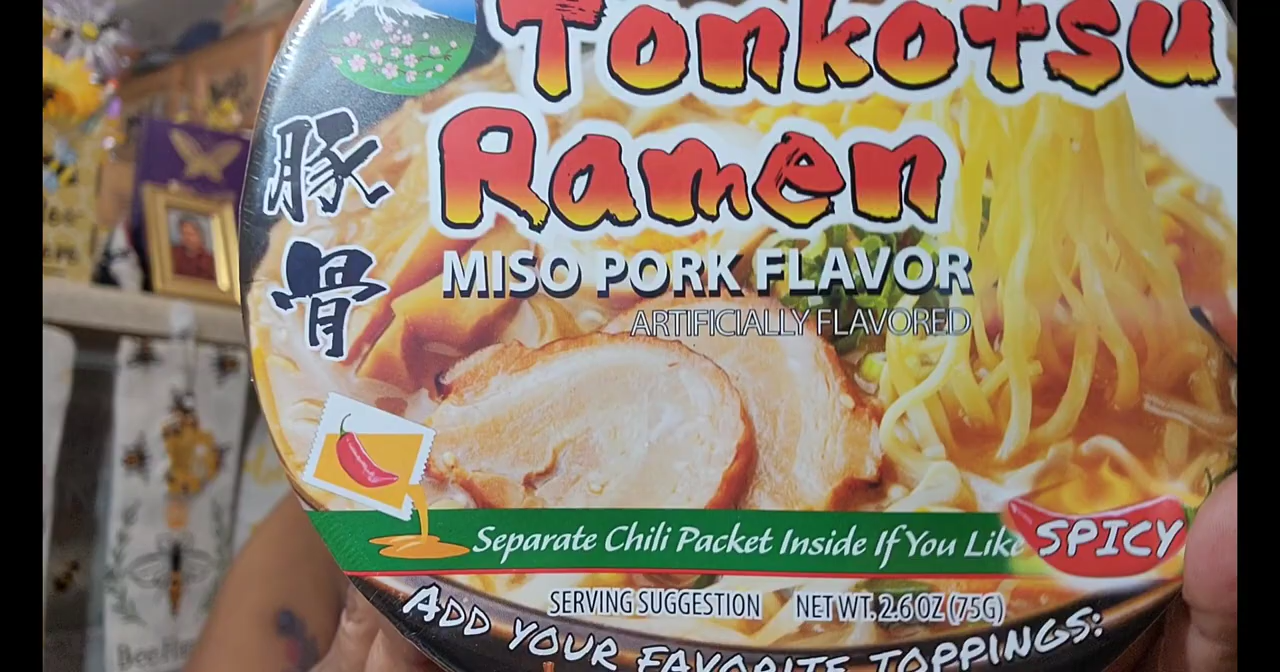 Tonkotsu
Ramen
豚
骨
MISO PORK FLAVOR
ARTIFICIALLY FLAVORED
Separate Chili Packet Inside If You Like SPICY
SERVING SUGGESTION NET WT. 2.6 OZ (75G)
ADD YOUR FAVORITE TOPPINGS: